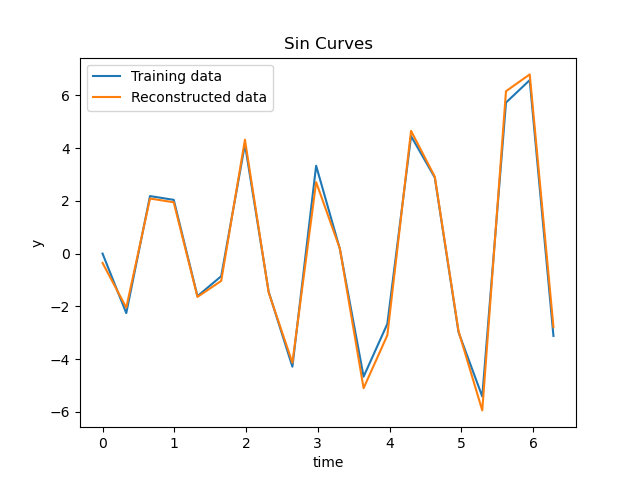 Sin Curves
Training data
Reconstructed data
6
4
2
0
−2
−4
−6
y
0 1 2 3 4 5 6
time